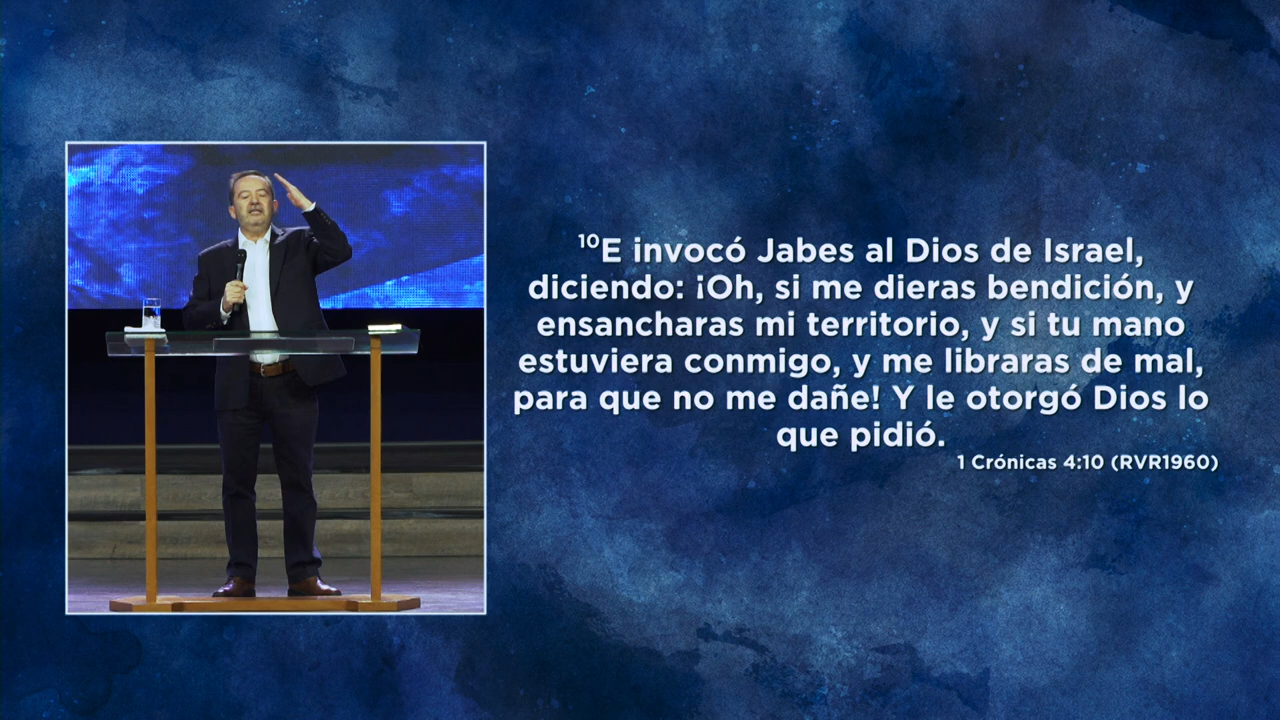 ¹⁰E invocó Jabes al Dios de Israel,
diciendo: ¡Oh, si me dieras bendición, y
ensancharas mi territorio, y si tu mano
estuviera conmigo, y me libraras de mal,
para que no me dañe! Y le otorgó Dios lo
que pidió.
1 Crónicas 4:10 (RVR1960)